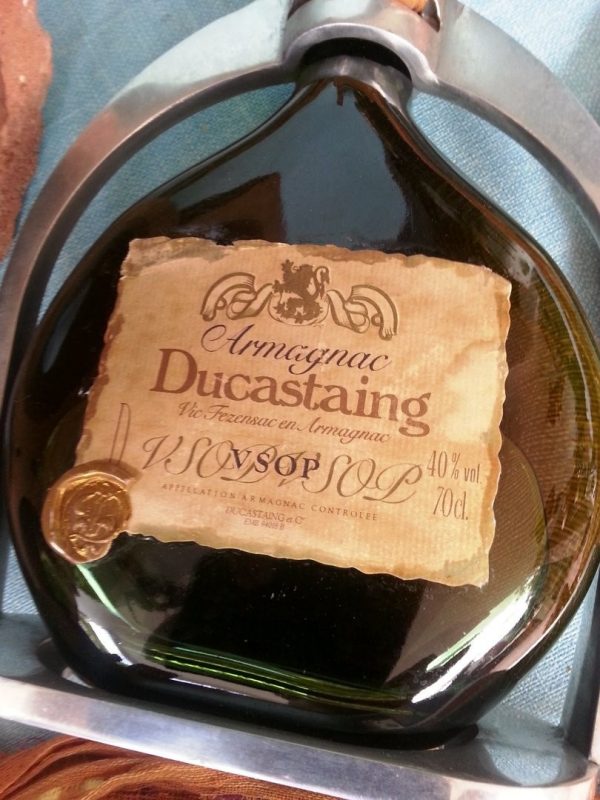 Armagnac
Ducastaing
Vic Fezensac en Armagnac
VSOP VSOP
VSOP
40% vol.
70cl.
APPELLATION ARMAGNAC CONTROLEE
DUCASTAING et Cie